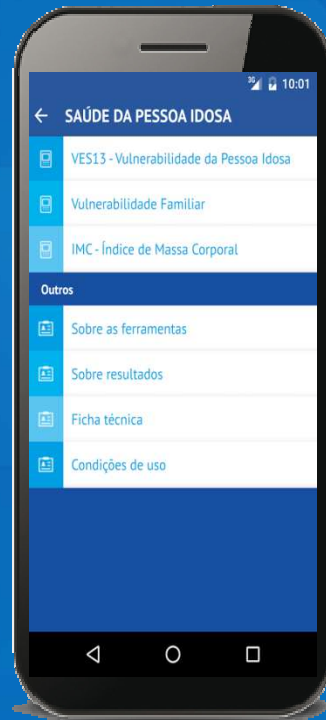 3G 10:01
SAÚDE DA PESSOA IDOSA
VES13 - Vulnerabilidade da Pessoa Idosa
Vulnerabilidade Familiar
IMC - Índice de Massa Corporal
Outros
Sobre as ferramentas
Sobre resultados
Ficha técnica
Condições de uso